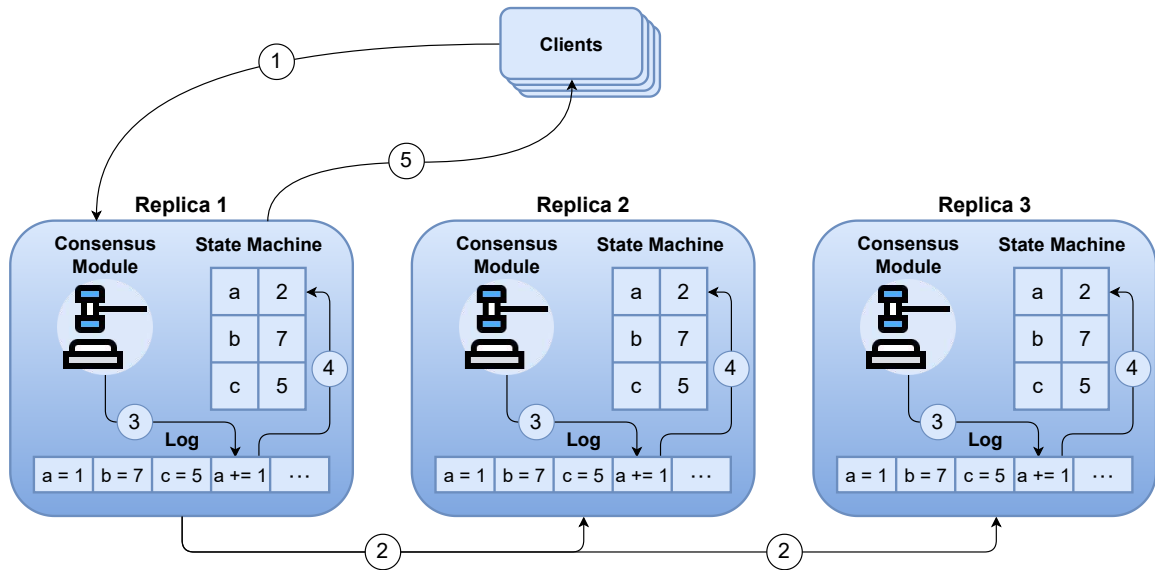 Clients
1
5
Replica 1
Replica 2
Replica 3
Consensus
Module
State Machine
a 2
b 7
c 5
4
3
Log
a = 1 b = 7 c = 5 a += 1 ...
Consensus
Module
State Machine
a 2
b 7
c 5
4
3
Log
a = 1 b = 7 c = 5 a += 1 ...
Consensus
Module
State Machine
a 2
b 7
c 5
4
3
Log
a = 1 b = 7 c = 5 a += 1 ...
2
2